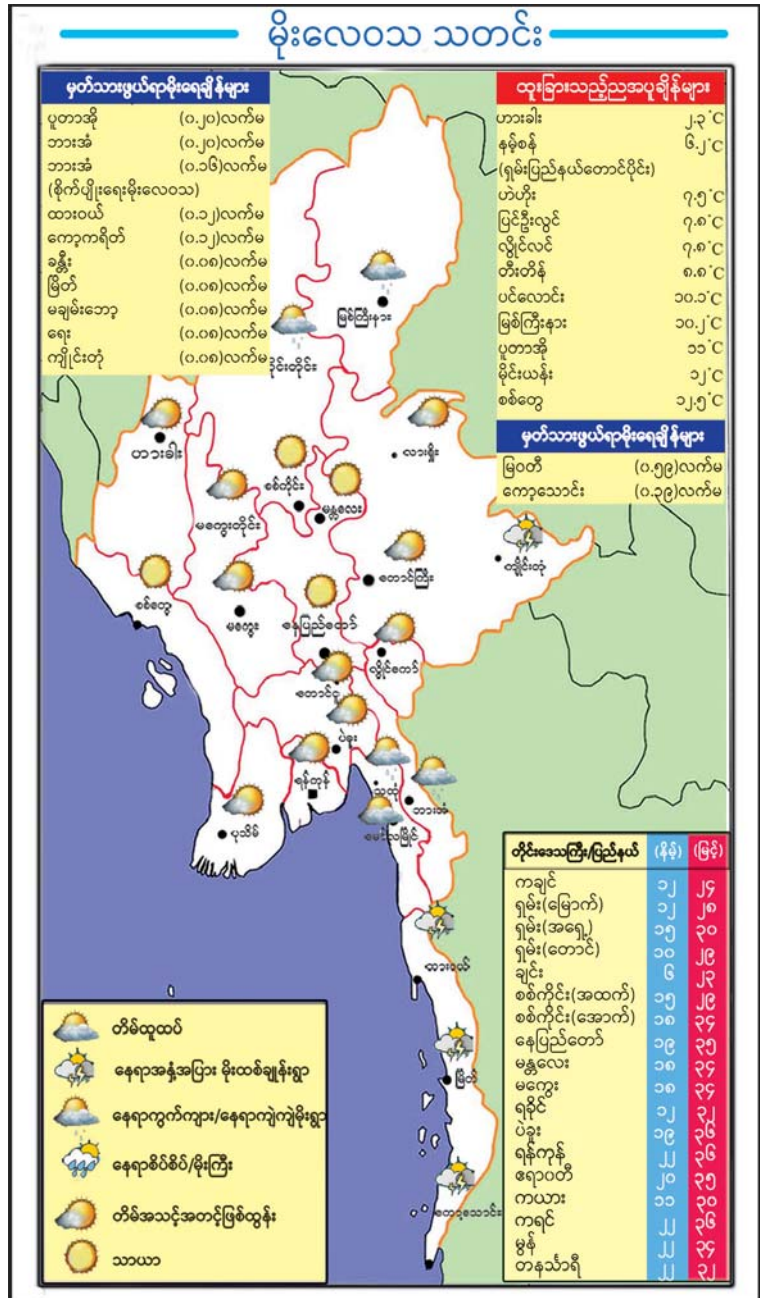 မိုးလေဝသ သတင်း
မှတ်သားဖွယ်ရာမိုးရေချိန်များ
ပူတာအို (၀.၂၀)လက်မ
ဘားအံ (၀.၂၀)လက်မ
ဘားအံ (၀.၁၆)လက်မ
(စိုက်ပျိုးရေးမိုးလေဝသ)
ထားဝယ် (၀.၁၂)လက်မ
ကော့ကရိတ် (၀.၁၂)လက်မ
ခန္တီး (၀.၀၈)လက်မ
မြိတ် (၀.၀၈)လက်မ
မချမ်းဘော့ (၀.၀၈)လက်မ
ရေး (၀.၀၈)လက်မ
ကျိုင်းတုံ (၀.၀၈)လက်မ
ထူးခြားသည့်ညအပူချိန်များ
ဟားခါး ၂.၃°C
နမ့်စန် ၆.၂°C
(ရှမ်းပြည်နယ်တောင်ပိုင်း)
ဟဲဟိုး ၇.၅°C
ပြင်ဦးလွင် ၇.၈°C
လွိုင်လင် ၇.၈°C
တီးတိန် ၈.၈°C
ပင်လောင်း ၁၀.၁°C
မြစ်ကြီးနား ၁၀.၂°C
ပူတာအို ၁၁°C
မိုင်းယန်း ၁၂°C
စစ်တွေ ၁၂.၅°C
မှတ်သားဖွယ်ရာမိုးရေချိန်များ
မြဝတီ (၀.၅၉)လက်မ
ကော့သောင်း (၀.၃၉)လက်မ
မြစ်ကြီးနား
ဟားခါး
လားရှိုး
စစ်ကိုင်း
မန္တလေး
မကွေးတိုင်း
ကျိုင်းတုံ
တောင်ကြီး
စစ်တွေ
မကွေး
နေပြည်တော်
လွိုင်ကော်
တောင်ငူ
ပဲခူး
ရန်ကုန်
သထုံ
ဘားအံ
ပုသိမ်
မော်လမြိုင်
ထားဝယ်
မြိတ်
ကော့သောင်း
တိမ်ထူထပ်
နေရာအနှံ့အပြား မိုးထစ်ချုန်းရွာ
နေရာကွက်ကျား/နေရာကျဲကျဲမိုးရွာ
နေရာစိပ်စိပ်/မိုးကြီး
တိမ်အသင့်အတင့်ဖြစ်ထွန်း
သာယာ
တိုင်းဒေသကြီး/ပြည်နယ် (နိမ့်) (မြင့်)
ကချင် ၁၂ ၂၄
ရှမ်း(မြောက်) ၁၂ ၂၈
ရှမ်း(အရှေ့) ၁၅ ၃၀
ရှမ်း(တောင်) ၁၀ ၂၉
ချင်း ၆ ၂၃
စစ်ကိုင်း(အထက်) ၁၅ ၂၉
စစ်ကိုင်း(အောက်) ၁၈ ၃၄
နေပြည်တော် ၁၉ ၃၅
မန္တလေး ၁၈ ၃၄
မကွေး ၁၈ ၃၄
ရခိုင် ၁၂ ၃၂
ပဲခူး ၁၉ ၃၆
ရန်ကုန် ၂၂ ၃၆
ဧရာဝတီ ၂၀ ၃၅
ကယား ၁၁ ၃၀
ကရင် ၂၂ ၃၆
မွန် ၂၂ ၃၄
တနင်္သာရီ ၂၂ ၃၂